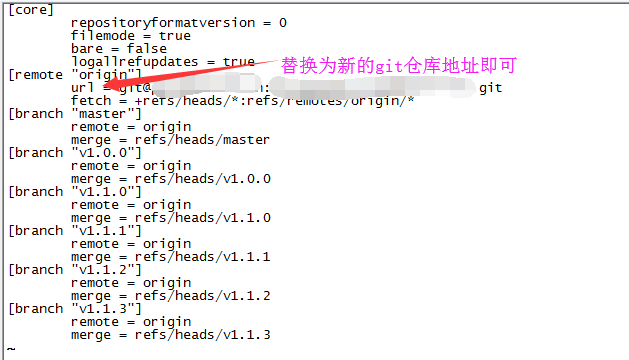 [core]
repositoryformatversion = 0
filemode = true
bare = false
logallrefupdates = true
替换为新的git仓库地址即可
[remote "origin"]
url = git@ git
fetch = +refs/heads/*:refs/remotes/origin/*
[branch "master"]
remote = origin
merge = refs/heads/master
[branch "v1.0.0"]
remote = origin
merge = refs/heads/v1.0.0
[branch "v1.1.0"]
remote = origin
merge = refs/heads/v1.1.0
[branch "v1.1.1"]
remote = origin
merge = refs/heads/v1.1.1
[branch "v1.1.2"]
remote = origin
merge = refs/heads/v1.1.2
[branch "v1.1.3"]
remote = origin
merge = refs/heads/v1.1.3
~